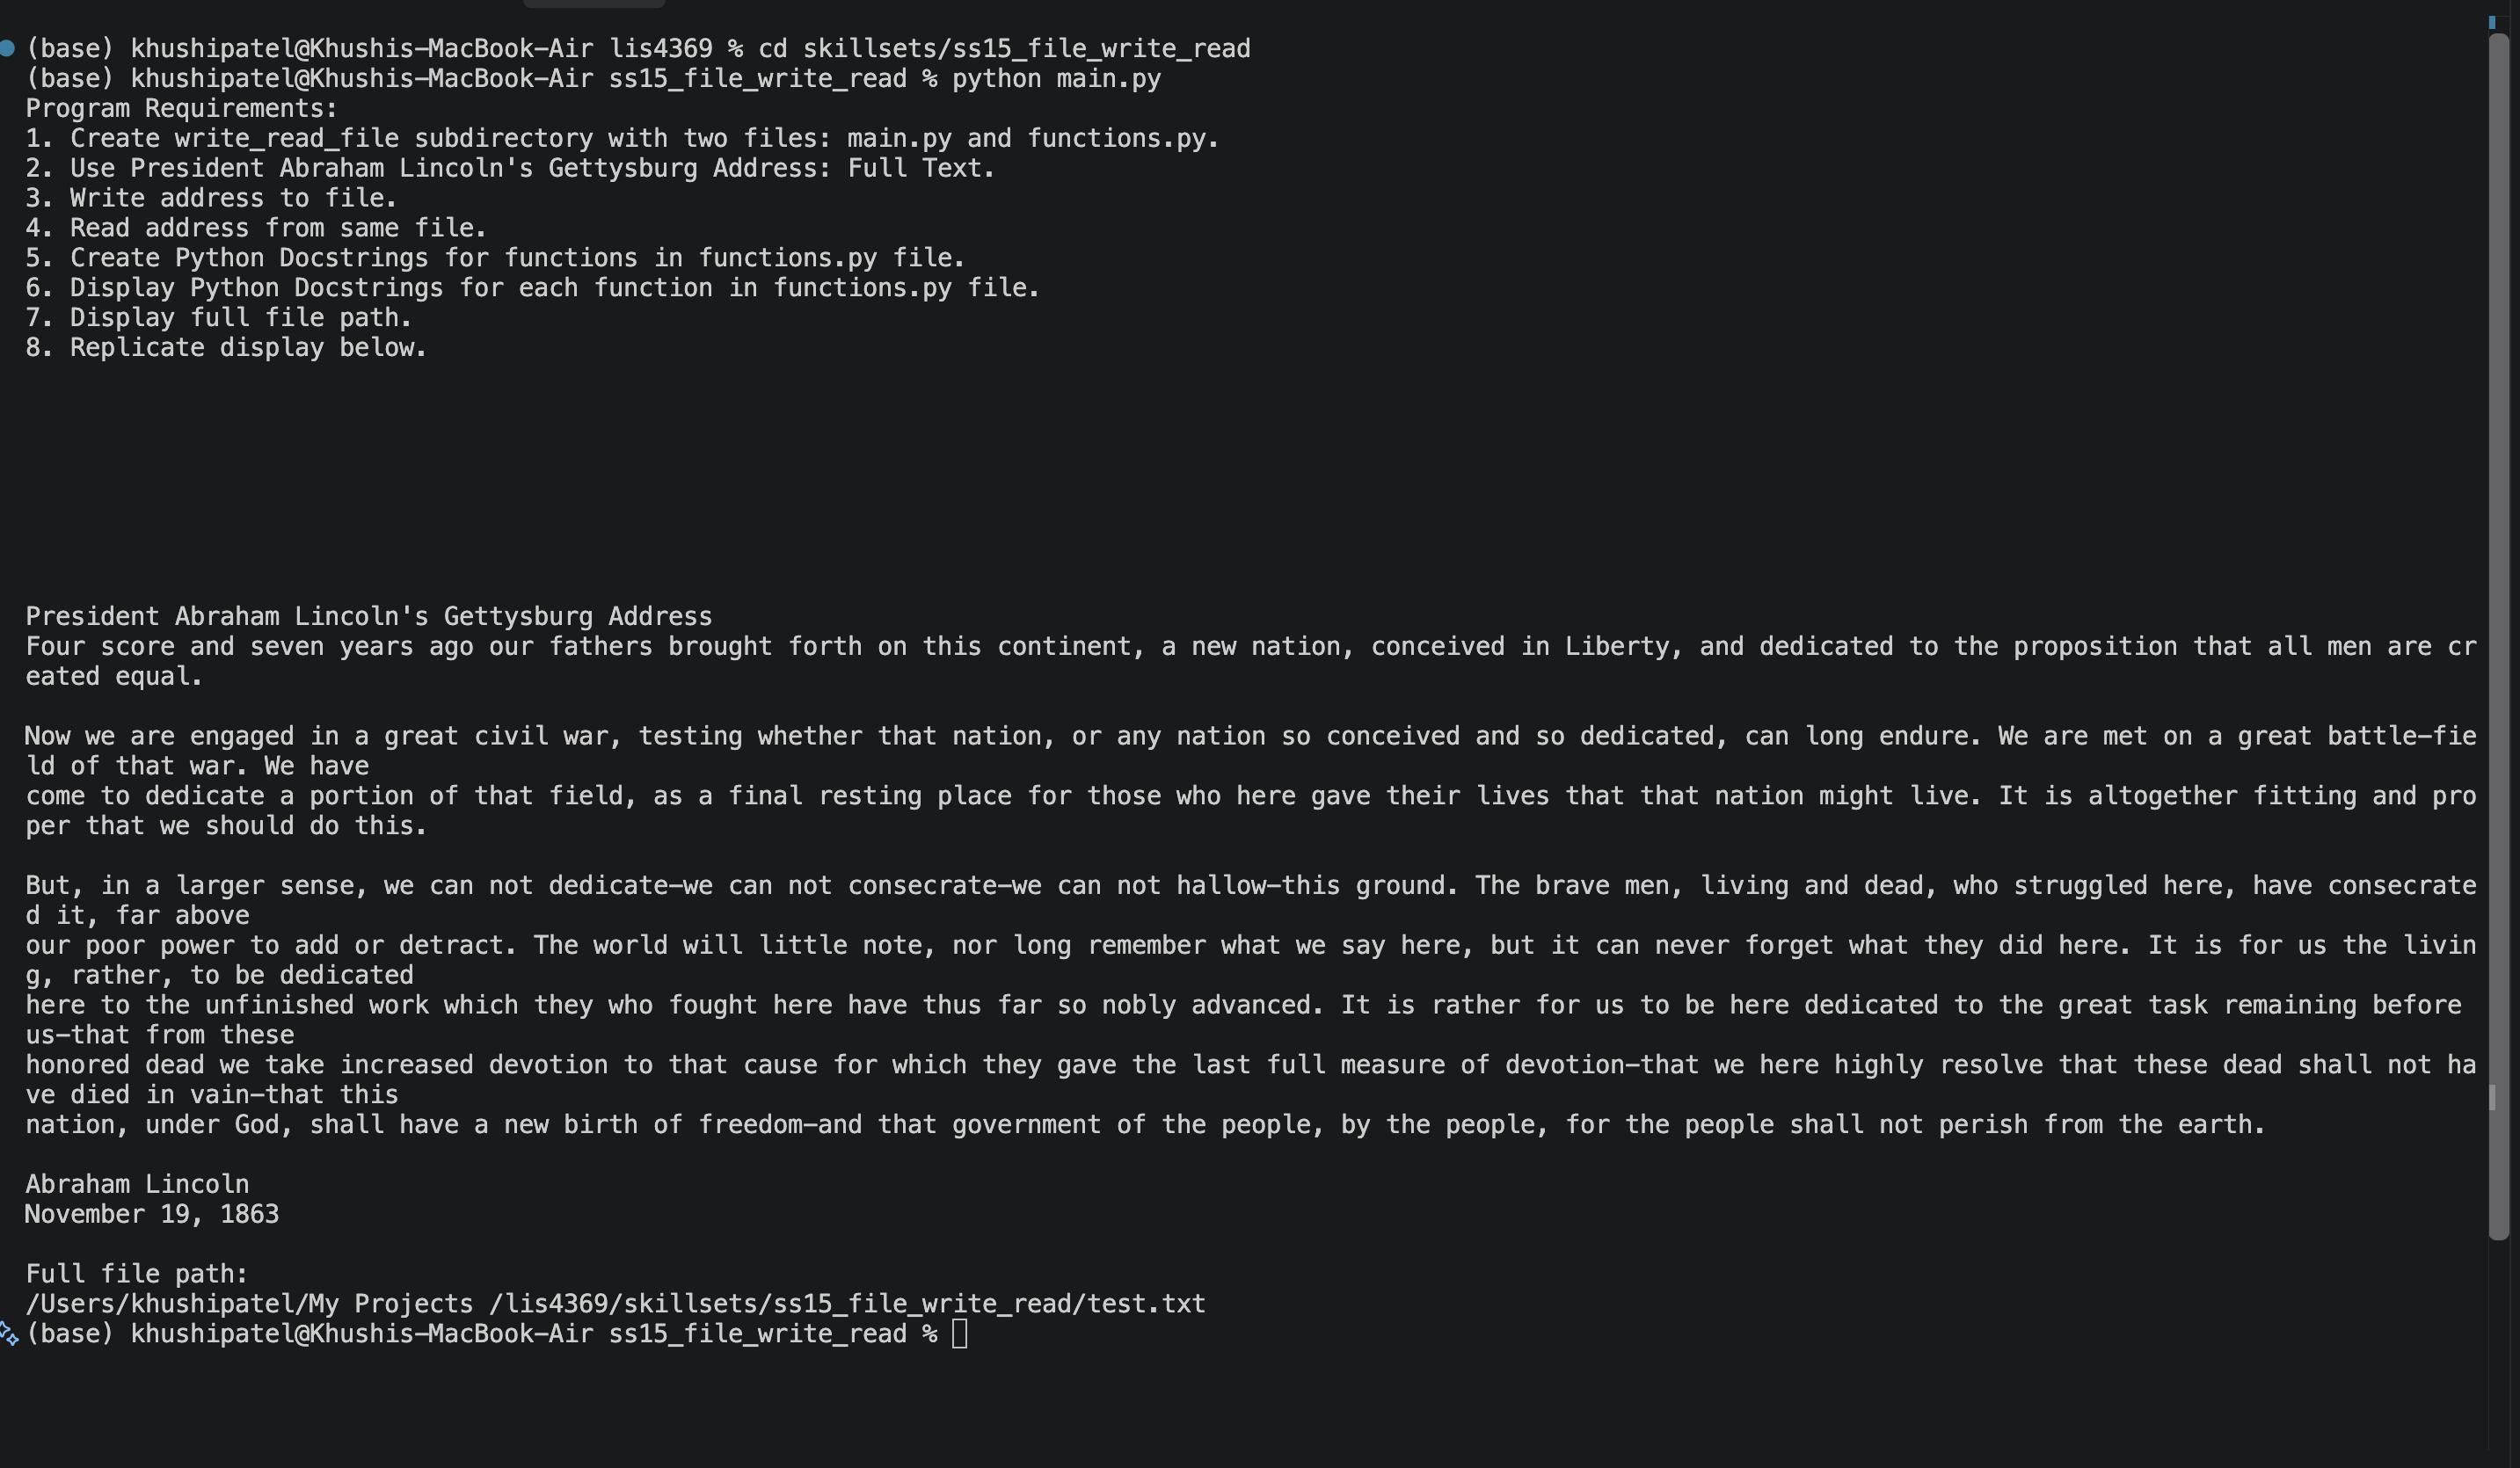 (base) khushipatel@Khushis-MacBook-Air lis4369 % cd skillsets/ss15_file_write_read
(base) khushipatel@Khushis-MacBook-Air ss15_file_write_read % python main.py
Program Requirements:
1. Create write_read_file subdirectory with two files: main.py and functions.py.
2. Use President Abraham Lincoln's Gettysburg Address: Full Text.
3. Write address to file.
4. Read address from same file.
5. Create Python Docstrings for functions in functions.py file.
6. Display Python Docstrings for each function in functions.py file.
7. Display full file path.
8. Replicate display below.
President Abraham Lincoln's Gettysburg Address
Four score and seven years ago our fathers brought forth on this continent, a new nation, conceived in Liberty, and dedicated to the proposition that all men are cr
eated equal.
Now we are engaged in a great civil war, testing whether that nation, or any nation so conceived and so dedicated, can long endure. We are met on a great battle-fie
ld of that war. We have
come to dedicate a portion of that field, as a final resting place for those who here gave their lives that that nation might live. It is altogether fitting and pro
per that we should do this.
But, in a larger sense, we can not dedicate—we can not consecrate—we can not hallow—this ground. The brave men, living and dead, who struggled here, have consecrate
d it, far above
our poor power to add or detract. The world will little note, nor long remember what we say here, but it can never forget what they did here. It is for us the livin
g, rather, to be dedicated
here to the unfinished work which they who fought here have thus far so nobly advanced. It is rather for us to be here dedicated to the great task remaining before
us—that from these
honored dead we take increased devotion to that cause for which they gave the last full measure of devotion—that we here highly resolve that these dead shall not ha
ve died in vain—that this
nation, under God, shall have a new birth of freedom—and that government of the people, by the people, for the people shall not perish from the earth.
Abraham Lincoln
November 19, 1863
Full file path:
/Users/khushipatel/My Projects /lis4369/skillsets/ss15_file_write_read/test.txt
(base) khushipatel@Khushis-MacBook-Air ss15_file_write_read %